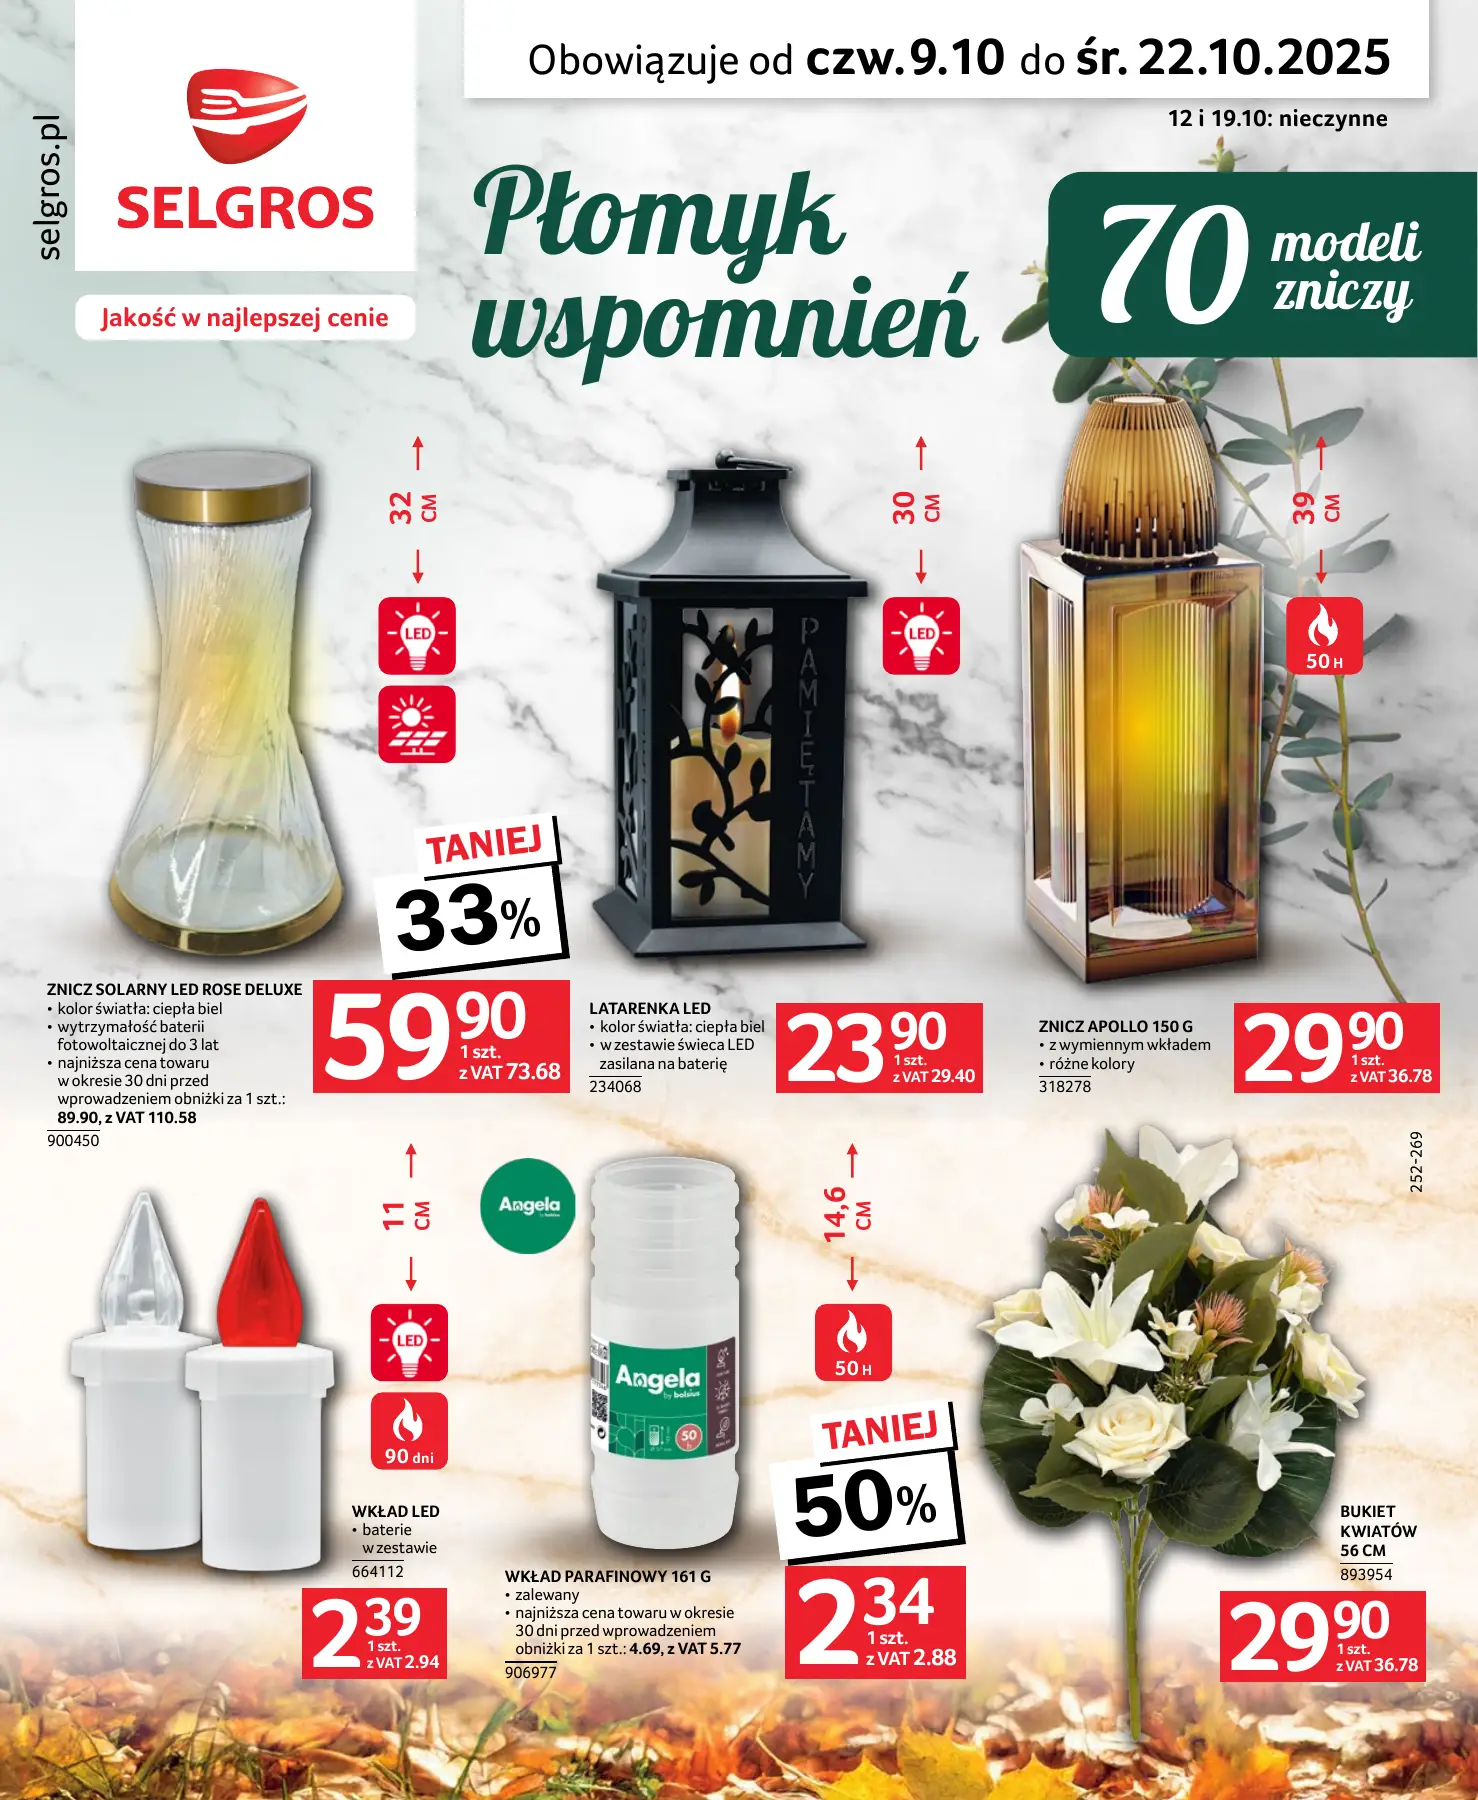 Obowiązuje od czw. 9.10 do śr. 22.10.2025
12 i 19.10: nieczynne
selgros.pl
SELGROS
Jakość w najlepszej cenie
Płomyk
wspomnień
70 modeli
zniczy
32
CM
LED
30
CM
LED
39
CM
50 H
PAMIĘTAMY
TANIEJ
33%
ZNICZ SOLARNY LED ROSE DELUXE
• kolor światła: ciepła biel
• wytrzymałość baterii
fotowoltaicznej do 3 lat
• najniższa cena towaru
w okresie 30 dni przed
wprowadzeniem obniżki za 1 szt.:
89.90, z VAT 110.58
900450
59 90
1 szt.
z VAT 73.68
LATARENKA LED
• kolor światła: ciepła biel
• w zestawie świeca LED
zasilana na baterię
234068
23 90
1 szt.
z VAT 29.40
ZNICZ APOLLO 150 G
• z wymiennym wkładem
• różne kolory
318278
29 90
1 szt.
z VAT 36.78
252-269
11
CM
LED
90 dni
WKŁAD LED
• baterie
w zestawie
664112
2 39
1 szt.
z VAT 2.94
Angela
by bolsius
Angela
by bolsius
50
14,6
CM
50 H
TANIEJ
50%
WKŁAD PARAFINOWY 161 G
• zalewany
• najniższa cena towaru w okresie
30 dni przed wprowadzeniem
obniżki za 1 szt.: 4.69, z VAT 5.77
906977
2 34
1 szt.
z VAT 2.88
BUKIET
KWIATÓW
56 CM
893954
29 90
1 szt.
z VAT 36.78